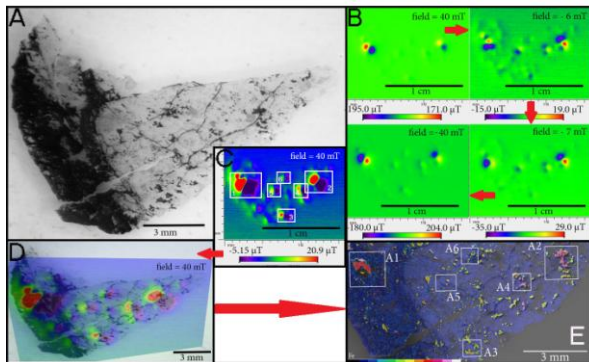 A
3 mm
B
field = 40 mT
field = - 6 mT
1 cm
1 cm
195.0 µT
171.0 µT
-15.0 µT
19.0 µT
field =-40 mT
field = - 7 mT
1 cm
1 cm
-180.0 µT
204.0 µT
-35.0 µT
29.0 µT
C
field = 40 mT
1
2
3
1 cm
-5.15 µT
20.9 µT
D
field = 40 mT
3 mm
A1
A6
A2
A5
A4
A3
E
3 mm